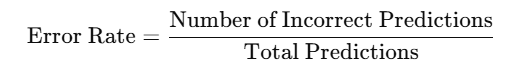 Error Rate = Number of Incorrect Predictions / Total Predictions